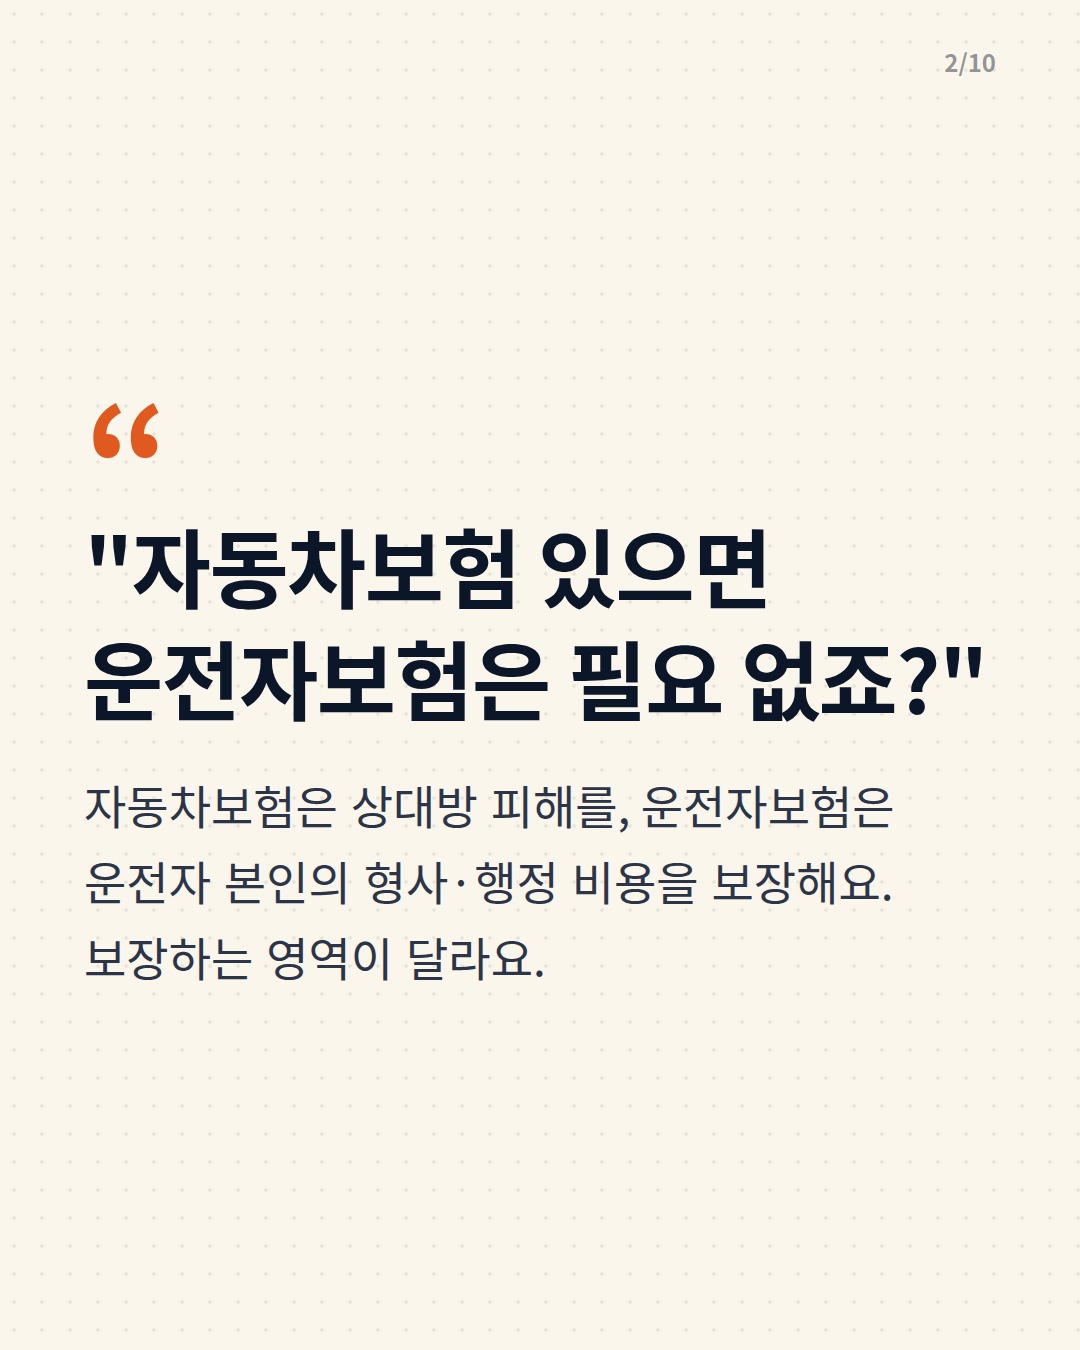 2/10
“
"자동차보험 있으면
운전자보험은 필요 없죠?"
자동차보험은 상대방 피해를, 운전자보험은
운전자 본인의 형사·행정 비용을 보장해요.
보장하는 영역이 달라요.